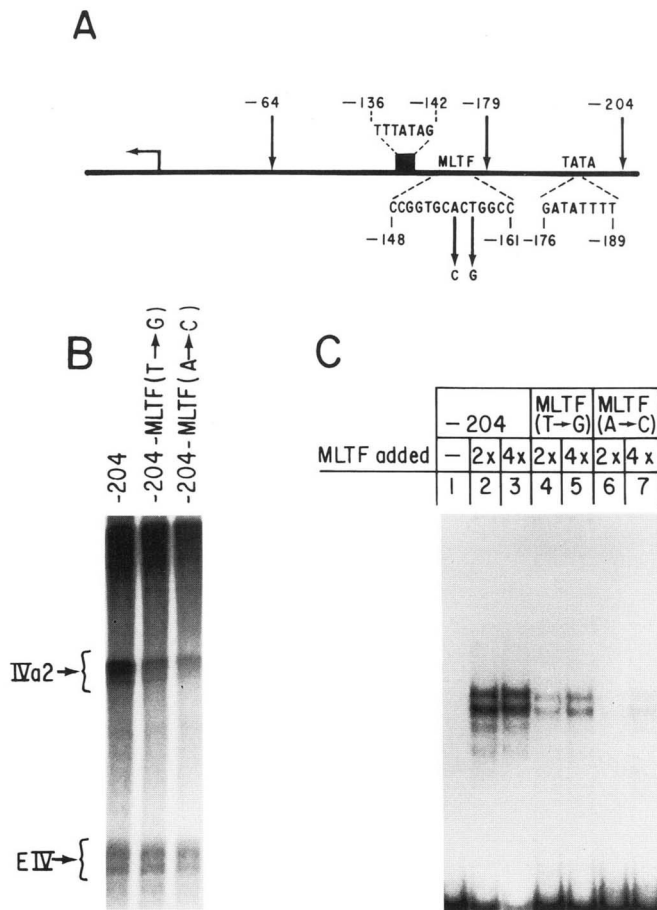 A
-64 -136 -142 -179 -204
TTTATAG
MLTF TATA
CCGGTGCACTGGCC GATATTTT
-148 -161 -176 -189
C G
B
-204
-204-MLTF(T→G)
-204-MLTF(A→C)
IVa2→
EIV→
C
-204 MLTF (T→G) MLTF (A→C)
MLTF added — 2x 4x 2x 4x 2x 4x
1 2 3 4 5 6 7